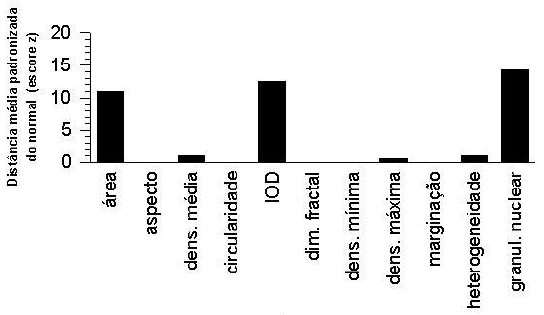 Distância média padronizada
do normal (escore z)
20
15
10
5
0
área
aspecto
dens. média
circularidade
IOD
dim. fractal
dens. mínima
dens. máxima
marginação
heterogeneidade
granul. nuclear